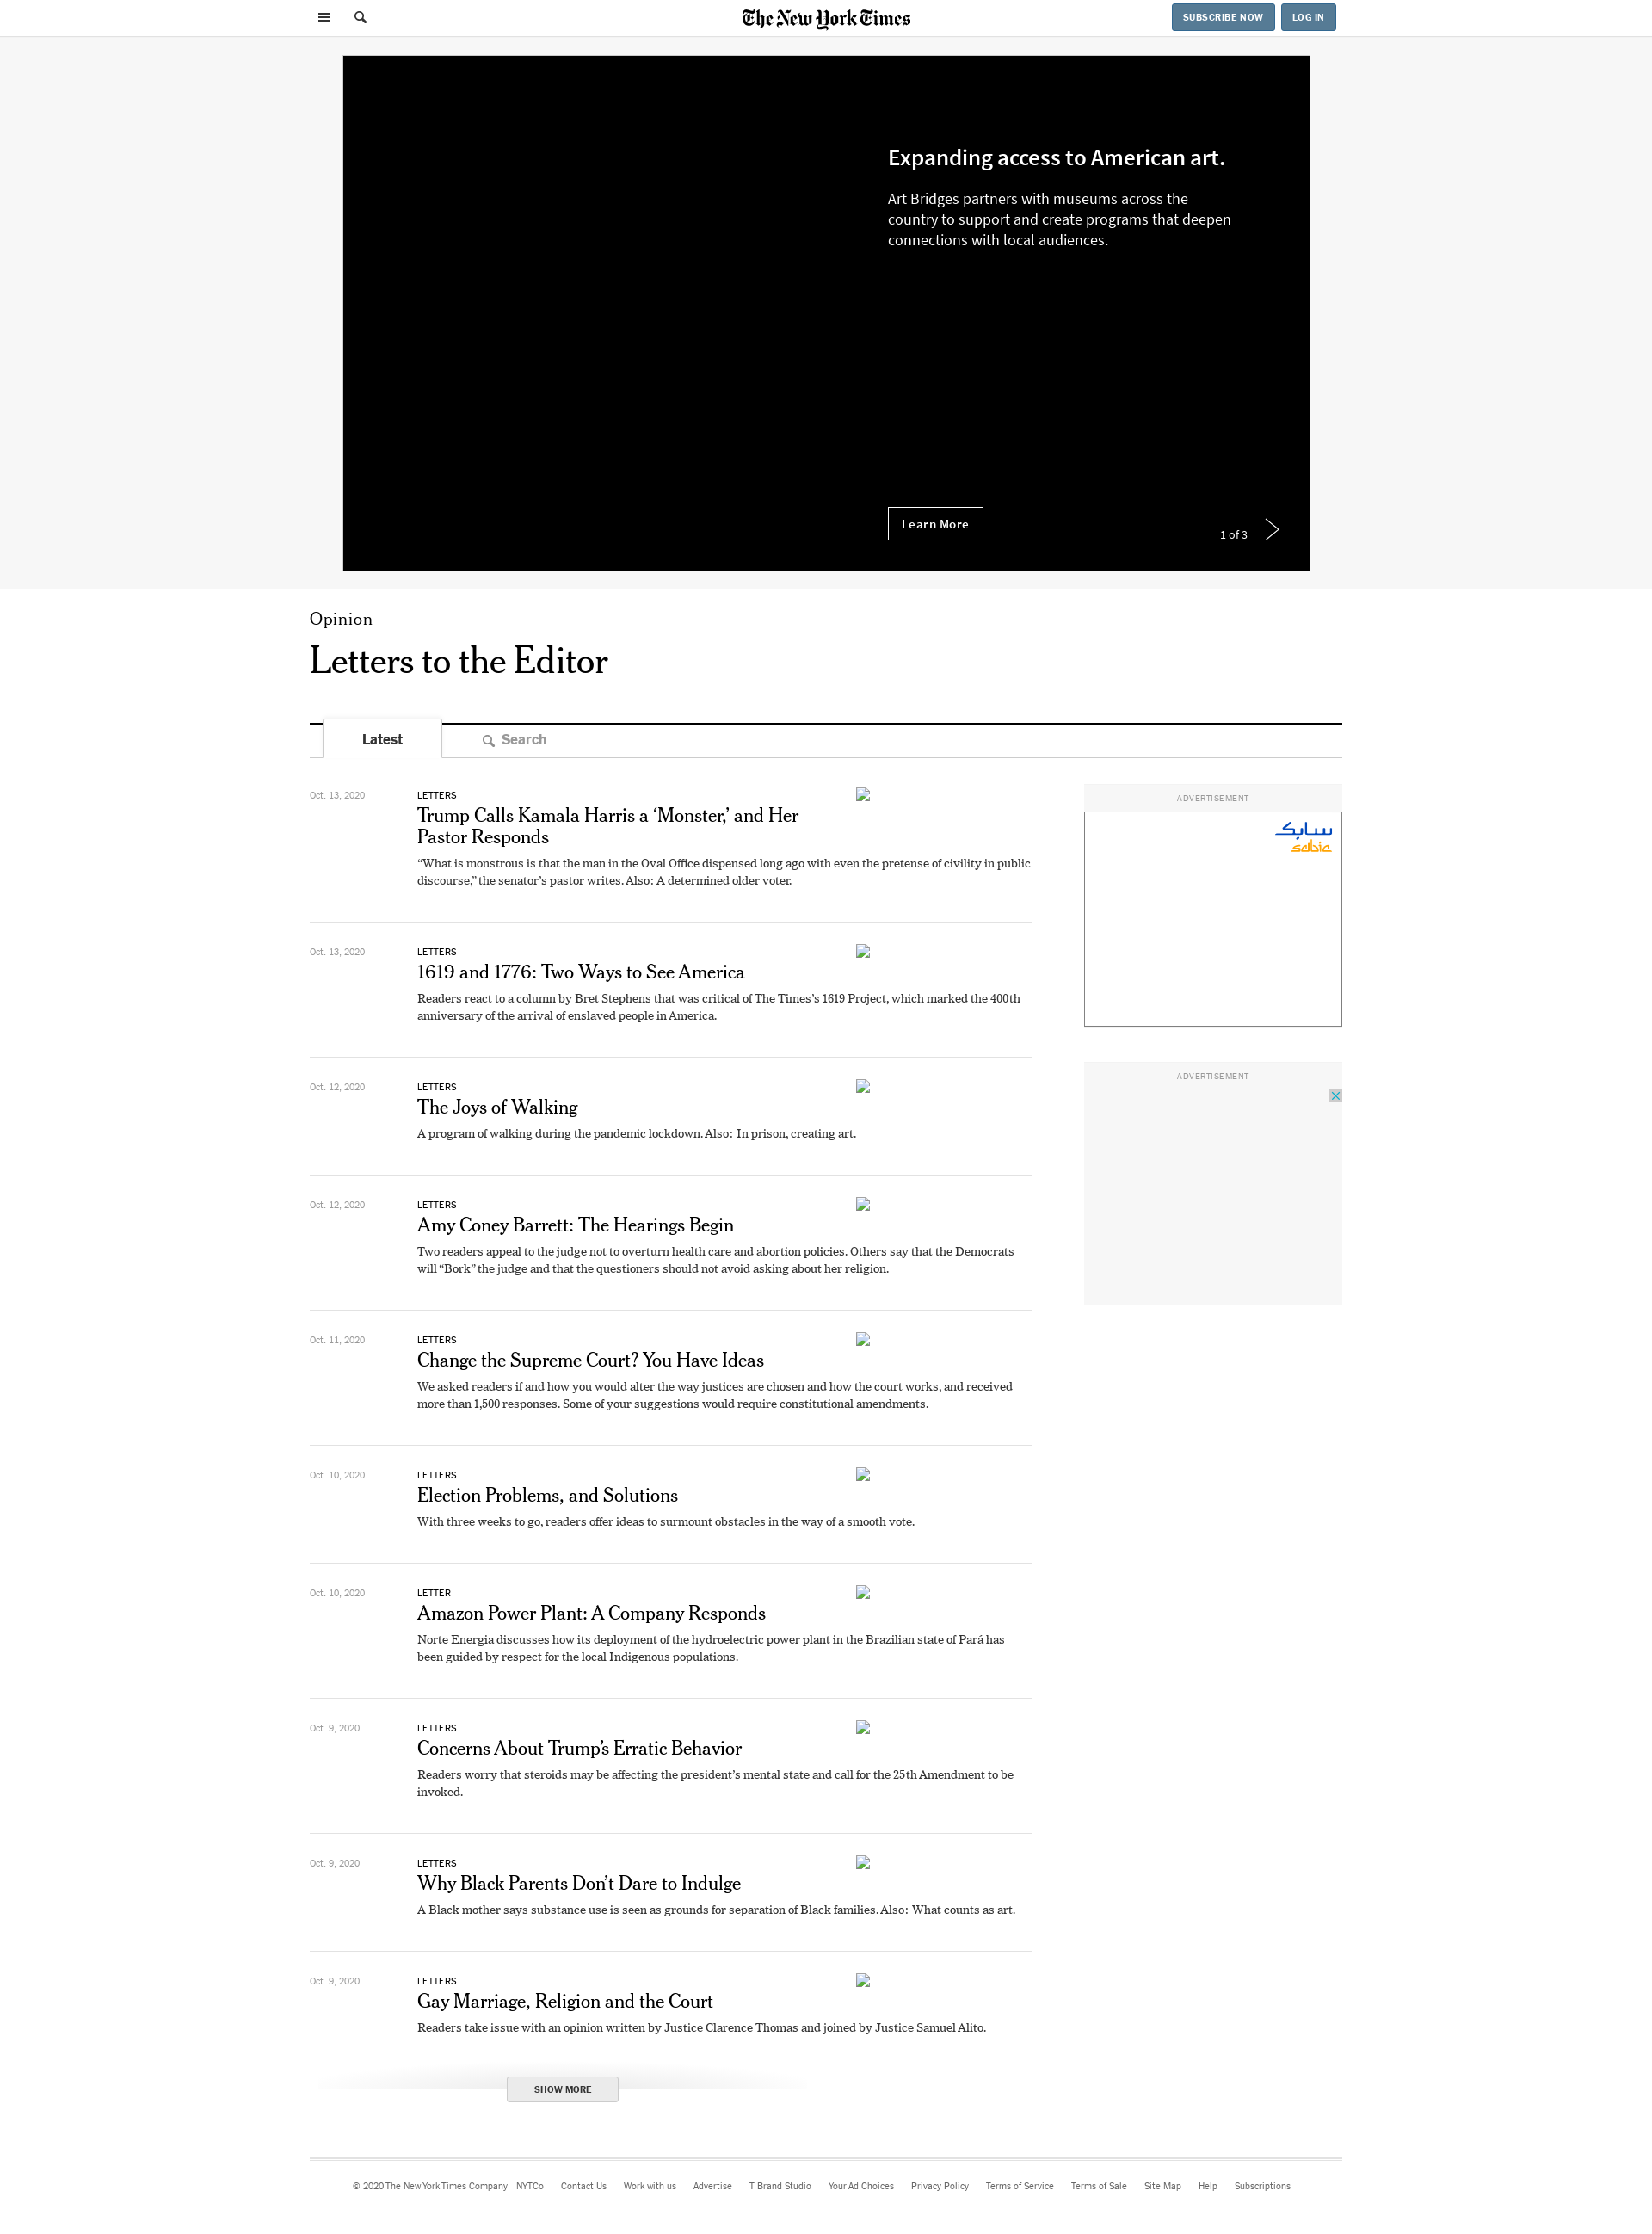 The New York Times
SUBSCRIBE NOW
LOG IN
Expanding access to American art.
Art Bridges partners with museums across the
country to support and create programs that deepen
connections with local audiences.
Learn More
1 of 3
Opinion
Letters to the Editor
Latest
Search
Oct. 13, 2020
LETTERS
Trump Calls Kamala Harris a ‘Monster,’ and Her
Pastor Responds
“What is monstrous is that the man in the Oval Office dispensed long ago with even the pretense of civility in public
discourse,” the senator’s pastor writes. Also: A determined older voter.
ADVERTISEMENT
سابك
sabic
Oct. 13, 2020
LETTERS
1619 and 1776: Two Ways to See America
Readers react to a column by Bret Stephens that was critical of The Times’s 1619 Project, which marked the 400th
anniversary of the arrival of enslaved people in America.
ADVERTISEMENT
Oct. 12, 2020
LETTERS
The Joys of Walking
A program of walking during the pandemic lockdown. Also: In prison, creating art.
Oct. 12, 2020
LETTERS
Amy Coney Barrett: The Hearings Begin
Two readers appeal to the judge not to overturn health care and abortion policies. Others say that the Democrats
will “Bork” the judge and that the questioners should not avoid asking about her religion.
Oct. 11, 2020
LETTERS
Change the Supreme Court? You Have Ideas
We asked readers if and how you would alter the way justices are chosen and how the court works, and received
more than 1,500 responses. Some of your suggestions would require constitutional amendments.
Oct. 10, 2020
LETTERS
Election Problems, and Solutions
With three weeks to go, readers offer ideas to surmount obstacles in the way of a smooth vote.
Oct. 10, 2020
LETTER
Amazon Power Plant: A Company Responds
Norte Energia discusses how its deployment of the hydroelectric power plant in the Brazilian state of Pará has
been guided by respect for the local Indigenous populations.
Oct. 9, 2020
LETTERS
Concerns About Trump’s Erratic Behavior
Readers worry that steroids may be affecting the president’s mental state and call for the 25th Amendment to be
invoked.
Oct. 9, 2020
LETTERS
Why Black Parents Don’t Dare to Indulge
A Black mother says substance use is seen as grounds for separation of Black families. Also: What counts as art.
Oct. 9, 2020
LETTERS
Gay Marriage, Religion and the Court
Readers take issue with an opinion written by Justice Clarence Thomas and joined by Justice Samuel Alito.
SHOW MORE
© 2020 The New York Times Company NYTCo Contact Us Work with us Advertise T Brand Studio Your Ad Choices Privacy Policy Terms of Service Terms of Sale Site Map Help Subscriptions